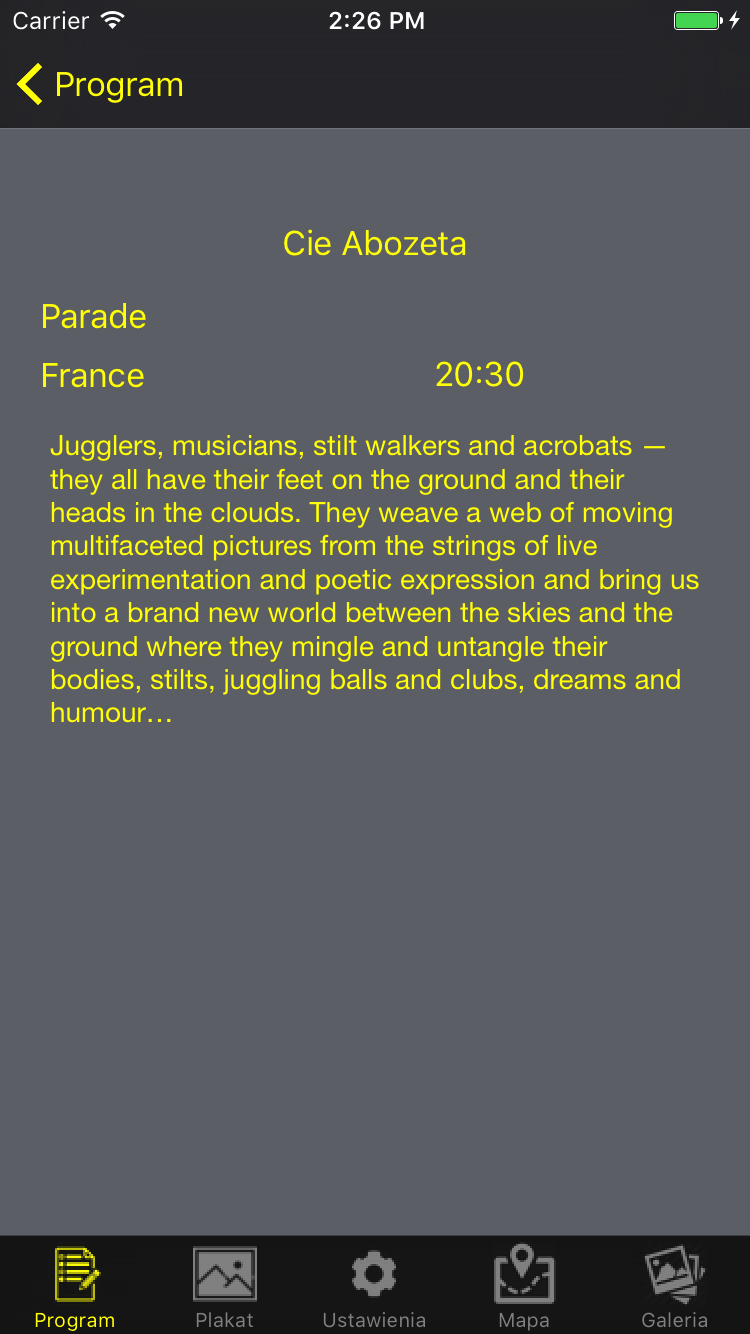 Carrier 2:26 PM
Program
Cie Abozeta
Parade
France 20:30
Jugglers, musicians, stilt walkers and acrobats —
they all have their feet on the ground and their
heads in the clouds. They weave a web of moving
multifaceted pictures from the strings of live
experimentation and poetic expression and bring us
into a brand new world between the skies and the
ground where they mingle and untangle their
bodies, stilts, juggling balls and clubs, dreams and
humour…
Program Plakat Ustawienia Mapa Galeria